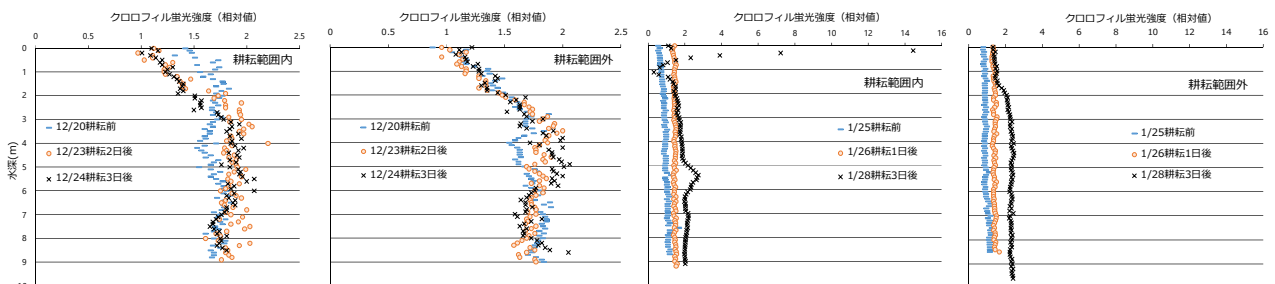 クロロフィル蛍光強度（相対値）
0 0.5 1 1.5 2 2.5
耕耘範囲内
12/20耕耘前
12/23耕耘2日後
12/24耕耘3日後
水深(m)
0
1
2
3
4
5
6
7
8
9
10
クロロフィル蛍光強度（相対値）
0 0.5 1 1.5 2 2.5
耕耘範囲外
12/20耕耘前
12/23耕耘2日後
12/24耕耘3日後
クロロフィル蛍光強度（相対値）
0 2 4 6 8 10 12 14 16
耕耘範囲内
1/25耕耘前
1/26耕耘1日後
1/28耕耘3日後
クロロフィル蛍光強度（相対値）
0 2 4 6 8 10 12 14 16
耕耘範囲外
1/25耕耘前
1/26耕耘1日後
1/28耕耘3日後